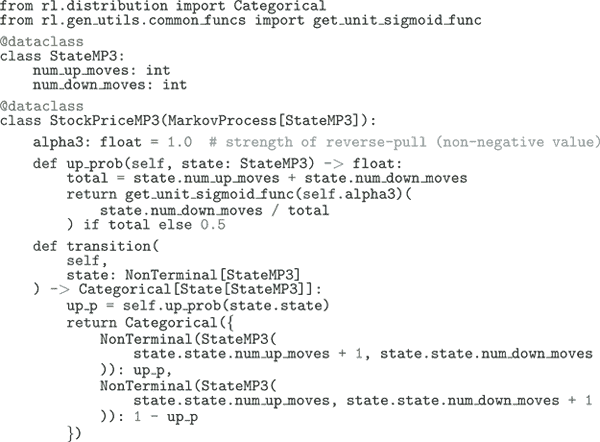 from rl.distribution import Categorical
from rl.gen_utils.common_funcs import get_unit_sigmoid_func
@dataclass
class StateMP3:
    num_up_moves: int
    num_down_moves: int
@dataclass
class StockPriceMP3(MarkovProcess[StateMP3]):
    alpha3: float = 1.0  # strength of reverse-pull (non-negative value)
    def up_prob(self, state: StateMP3) -> float:
        total = state.num_up_moves + state.num_down_moves
        return get_unit_sigmoid_func(self.alpha3)(
            state.num_down_moves / total
        ) if total else 0.5
    def transition(
        self,
        state: NonTerminal[StateMP3]
    ) -> Categorical[State[StateMP3]]:
        up_p = self.up_prob(state.state)
        return Categorical({
            NonTerminal(StateMP3(
                state.state.num_up_moves + 1, state.state.num_down_moves
            )): up_p,
            NonTerminal(StateMP3(
                state.state.num_up_moves, state.state.num_down_moves + 1
            )): 1 - up_p
        })